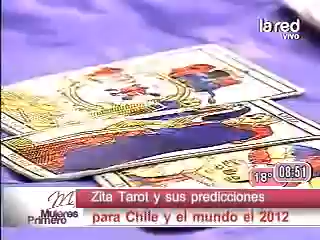 la red
vivo
18° 08:51
Zita Tarot y sus predicciones
para Chile y el mundo el 2012
M
Mujeres
Primero